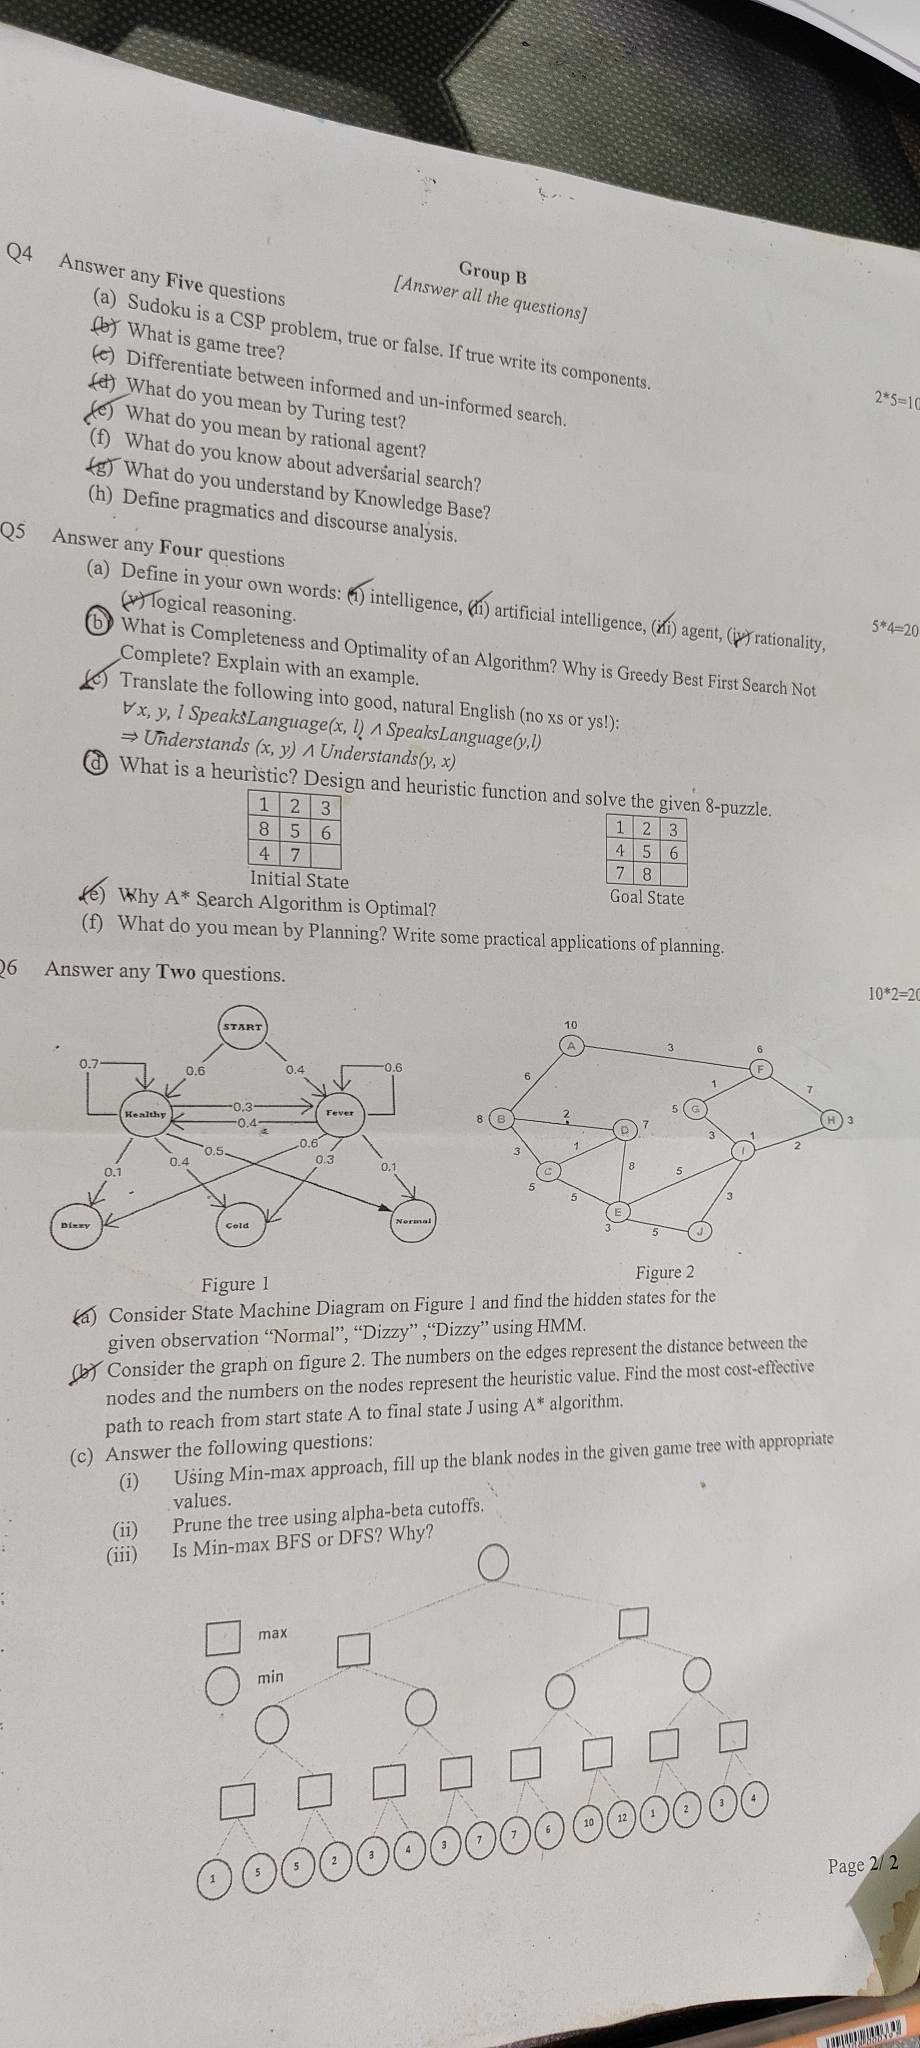 Group B
[Answer all the questions]
Q4 Answer any Five questions
2*5=10
(a) Sudoku is a CSP problem, true or false. If true write its components.
(b) What is game tree?
(c) Differentiate between informed and un-informed search.
(d) What do you mean by Turing test?
(e) What do you mean by rational agent?
(f) What do you know about adversarial search?
(g) What do you understand by Knowledge Base?
(h) Define pragmatics and discourse analysis.
Q5 Answer any Four questions
5*4=20
(a) Define in your own words: (i) intelligence, (ii) artificial intelligence, (iii) agent, (iv) rationality,
(v) logical reasoning.
(b) What is Completeness and Optimality of an Algorithm? Why is Greedy Best First Search Not
Complete? Explain with an example.
(c) Translate the following into good, natural English (no xs or ys!):
∀x, y, l SpeaksLanguage(x, l) ∧ SpeaksLanguage(y,l)
⇒ Understands (x, y) ∧ Understands(y, x)
(d) What is a heuristic? Design and heuristic function and solve the given 8-puzzle.
1 2 3
8 5 6
4 7
Initial State
1 2 3
4 5 6
7 8
Goal State
(e) Why A* Search Algorithm is Optimal?
(f) What do you mean by Planning? Write some practical applications of planning.
Q6 Answer any Two questions.
10*2=20
START
0.7 0.6 0.4 0.6
Healthy 0.3 Fever
0.4
0.5 0.6
0.1 0.4 0.3 0.1
Dizzy Cold Normal
Figure 1
10
A 3 6
F
6 1 7
8 B 2 D 7 5 G H 3
3 1 3 1 2
C I
5 5 8 5
E 3
3 5 J
Figure 2
(a) Consider State Machine Diagram on Figure 1 and find the hidden states for the
given observation “Normal”, “Dizzy” ,“Dizzy” using HMM.
(b) Consider the graph on figure 2. The numbers on the edges represent the distance between the
nodes and the numbers on the nodes represent the heuristic value. Find the most cost-effective
path to reach from start state A to final state J using A* algorithm.
(c) Answer the following questions:
(i) Using Min-max approach, fill up the blank nodes in the given game tree with appropriate
values.
(ii) Prune the tree using alpha-beta cutoffs.
(iii) Is Min-max BFS or DFS? Why?
max
min
1 5 5 2 3 4 3 7 7 6 10 12 1 2 3 4
Page 2/ 2